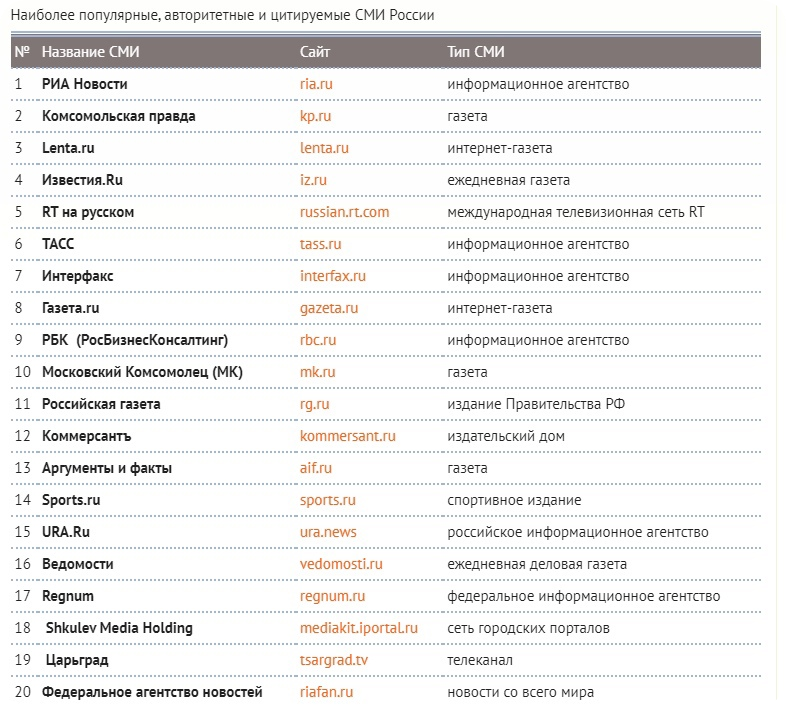 Наиболее популярные, авторитетные и цитируемые СМИ России
№ Название СМИ Сайт Тип СМИ
1 РИА Новости ria.ru информационное агентство
2 Комсомольская правда kp.ru газета
3 Lenta.ru lenta.ru интернет-газета
4 Известия.Ru iz.ru ежедневная газета
5 RT на русском russian.rt.com международная телевизионная сеть RT
6 ТАСС tass.ru информационное агентство
7 Интерфакс interfax.ru информационное агентство
8 Газета.ru gazeta.ru интернет-газета
9 РБК (РосБизнесКонсалтинг) rbc.ru информационное агентство
10 Московский Комсомолец (МК) mk.ru газета
11 Российская газета rg.ru издание Правительства РФ
12 Коммерсантъ kommersant.ru издательский дом
13 Аргументы и факты aif.ru газета
14 Sports.ru sports.ru спортивное издание
15 URA.Ru ura.news российское информационное агентство
16 Ведомости vedomosti.ru ежедневная деловая газета
17 Regnum regnum.ru федеральное информационное агентство
18 Shkulev Media Holding mediakit.iportal.ru сеть городских порталов
19 Царьград tsargrad.tv телеканал
20 Федеральное агентство новостей riafan.ru новости со всего мира